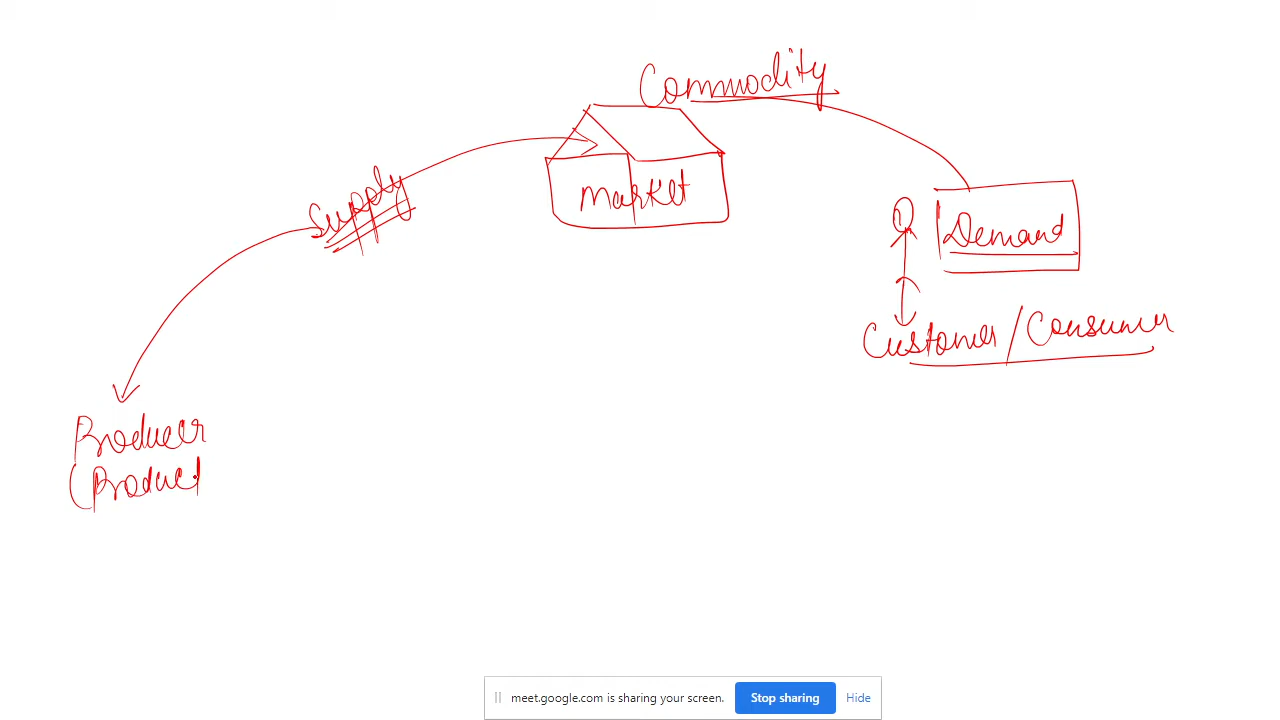 Commodity
Supply
Market
Demand
Customer / Consumer
Producer
(Product
meet.google.com is sharing your screen.
Stop sharing
Hide